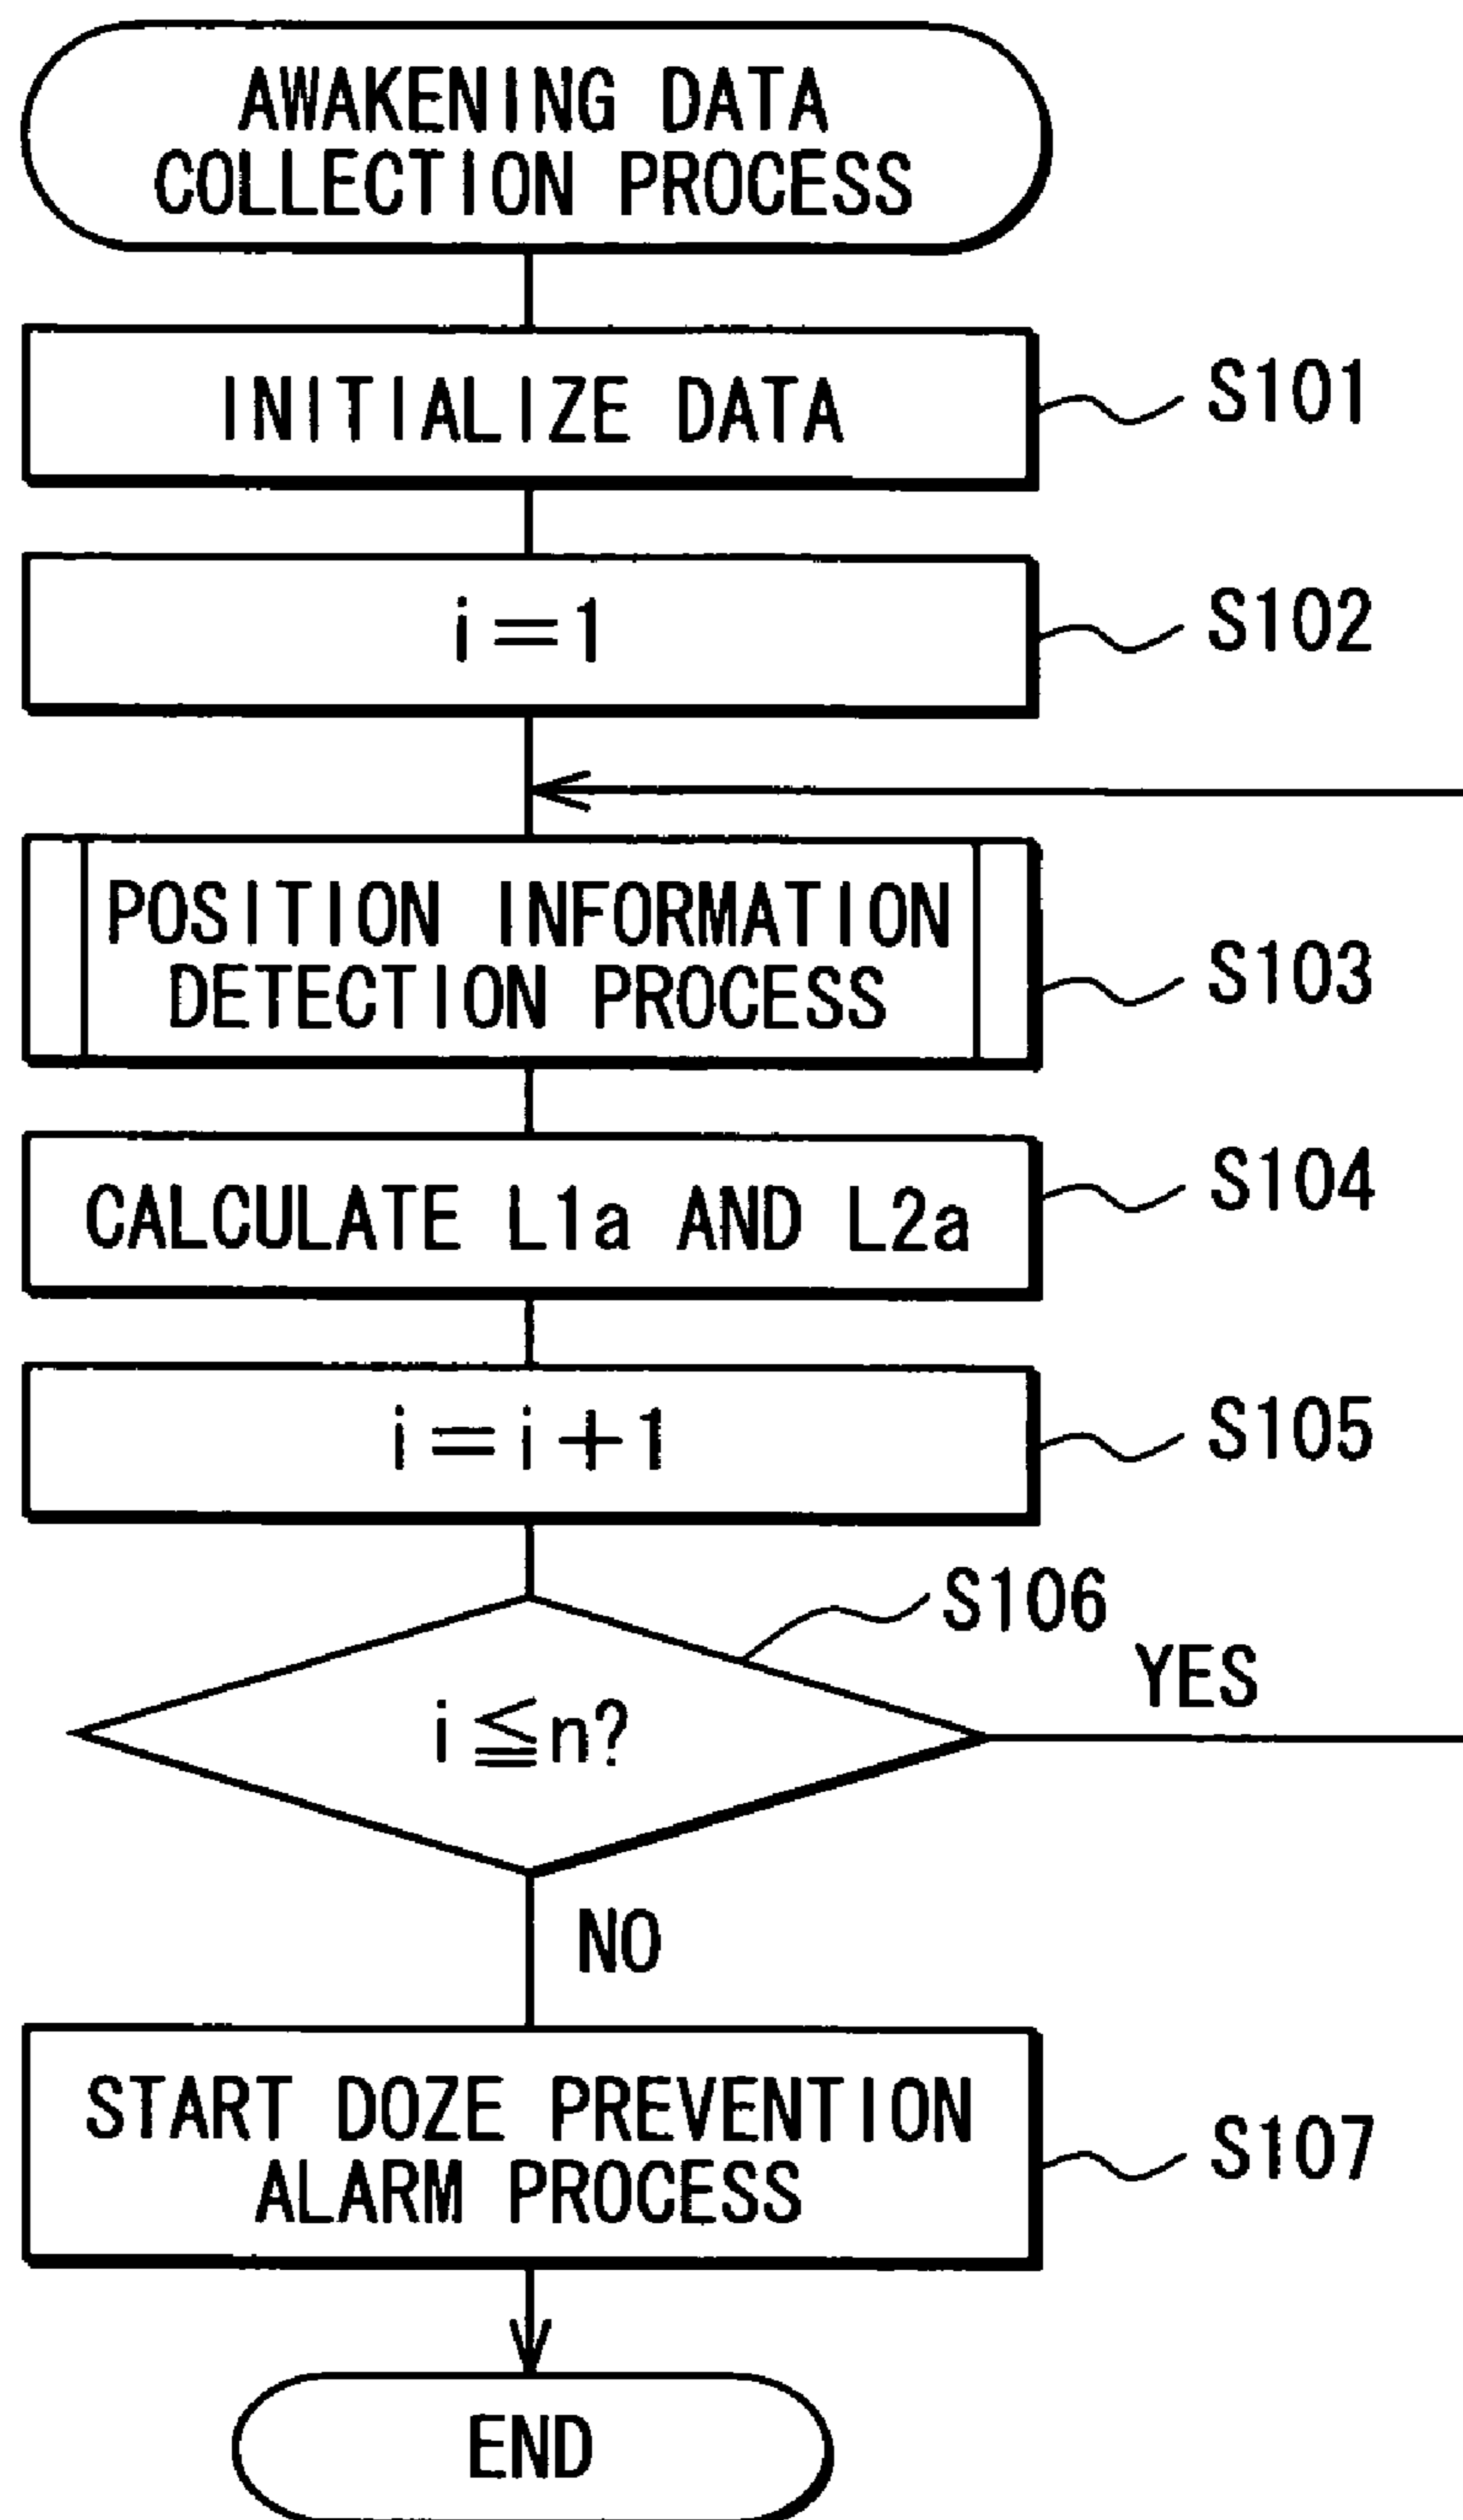 AWAKENING DATA
COLLECTION PROCESS
INITIALIZE DATA
S101
i=1
S102
POSITION INFORMATION
DETECTION PROCESS
S103
CALCULATE L1a AND L2a
S104
i=i+1
S105
S106
YES
i≦n?
NO
START DOZE PREVENTION
ALARM PROCESS
S107
END